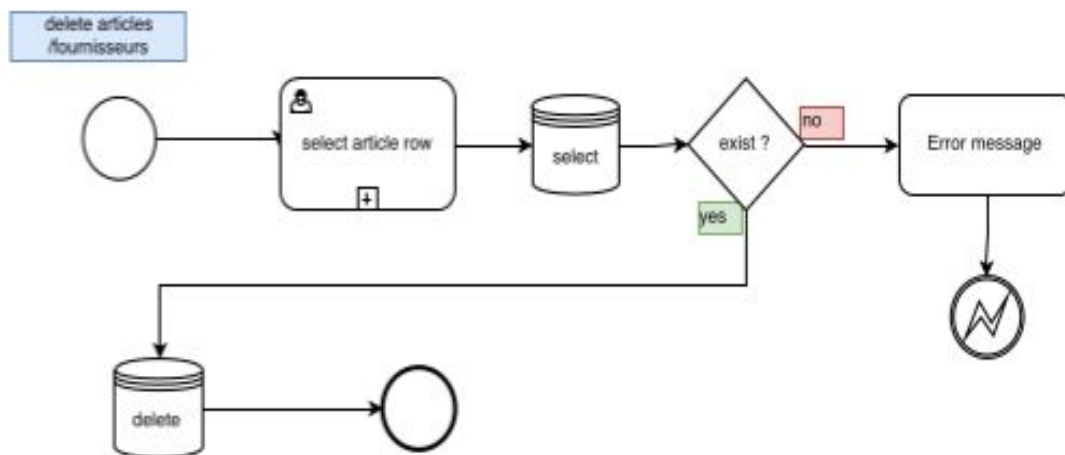 delete articles
/fournisseurs
select article row
select
exist ?
no
Error message
yes
delete